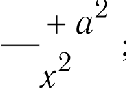 — + a²
x² ;